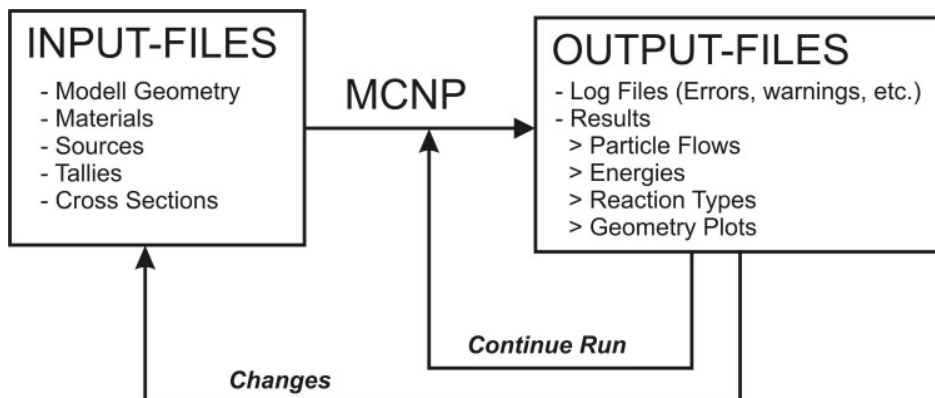 INPUT-FILES
- Modell Geometry
- Materials
- Sources
- Tallies
- Cross Sections
MCNP
OUTPUT-FILES
- Log Files (Errors, warnings, etc.)
- Results
> Particle Flows
> Energies
> Reaction Types
> Geometry Plots
Continue Run
Changes